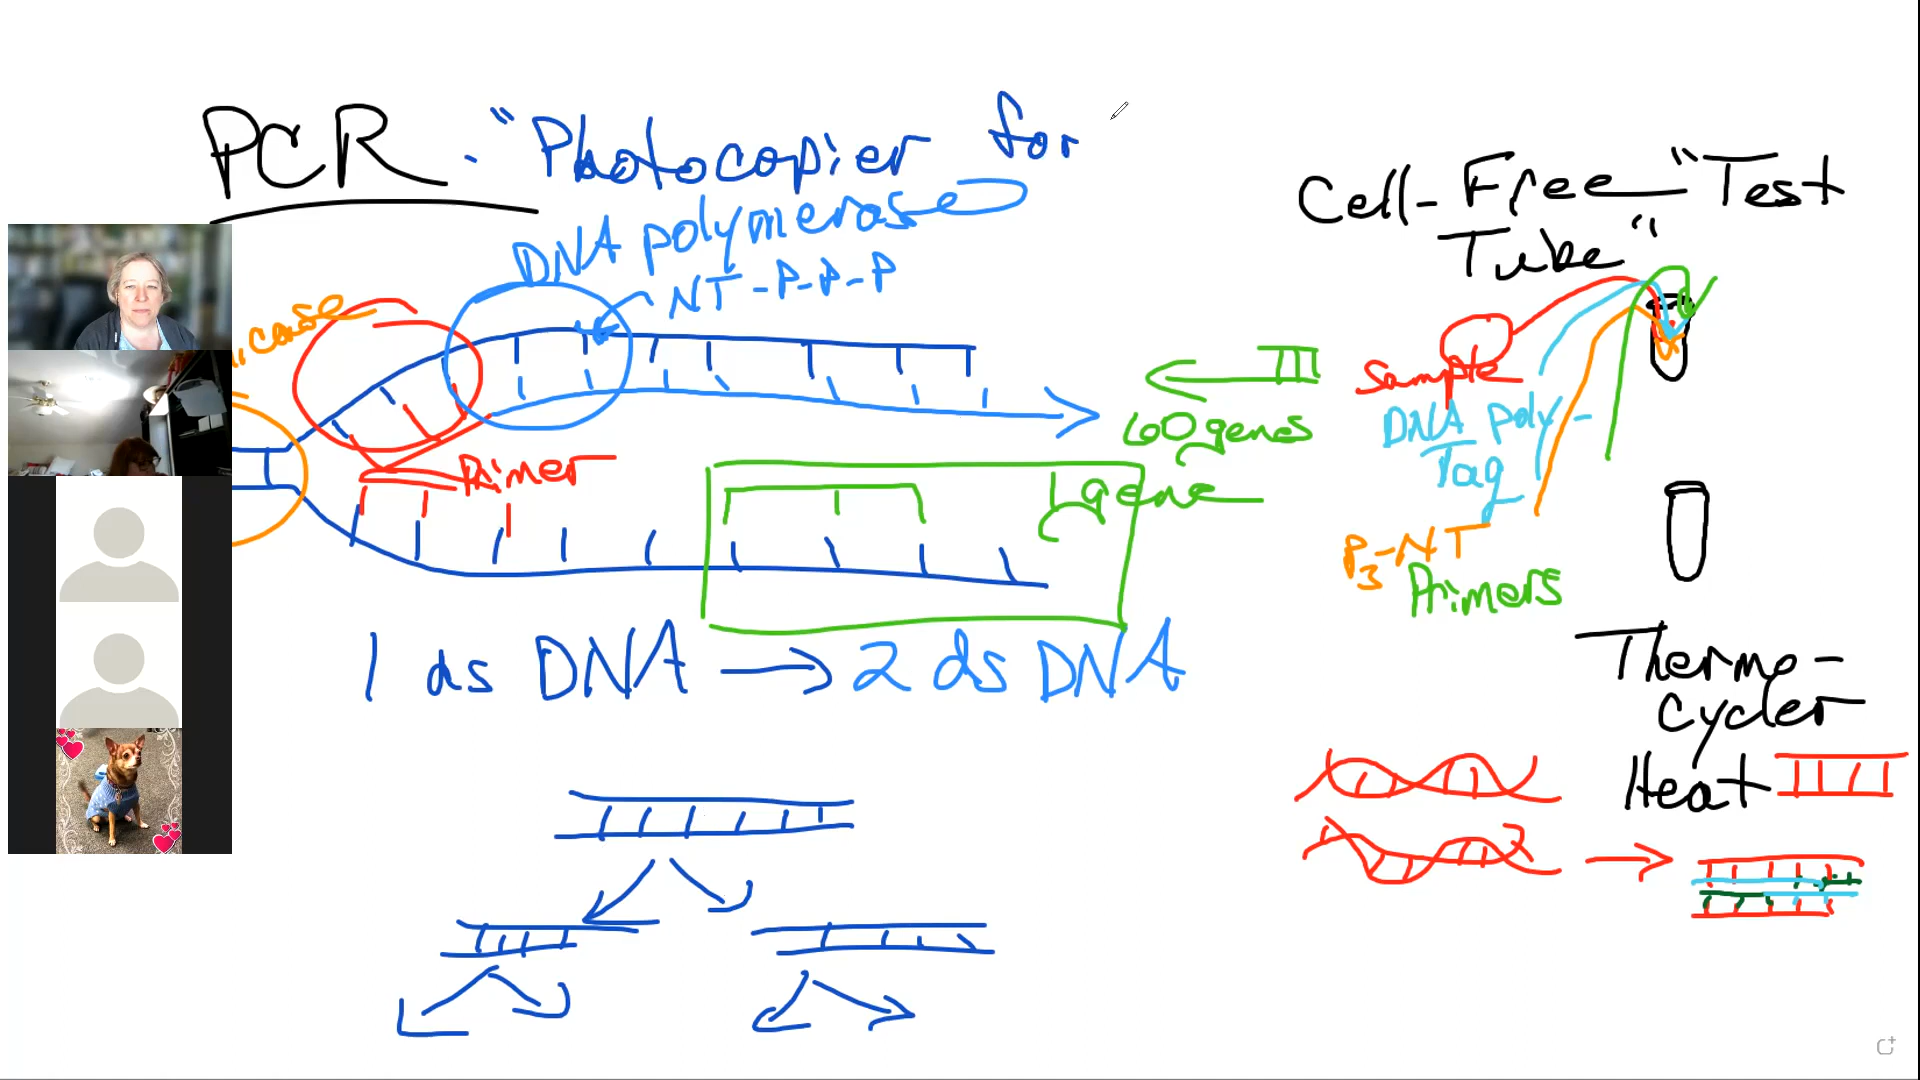 PCR - "Photocopier for
DNA polymerase
NT-P-P-P
icase
Primer
60 genes
1 gene
1 ds DNA → 2 ds DNA
Cell-Free "Test
Tube"
Sample
DNA poly-
Taq
P3-NT
Primers
Thermo-
cycler
Heat